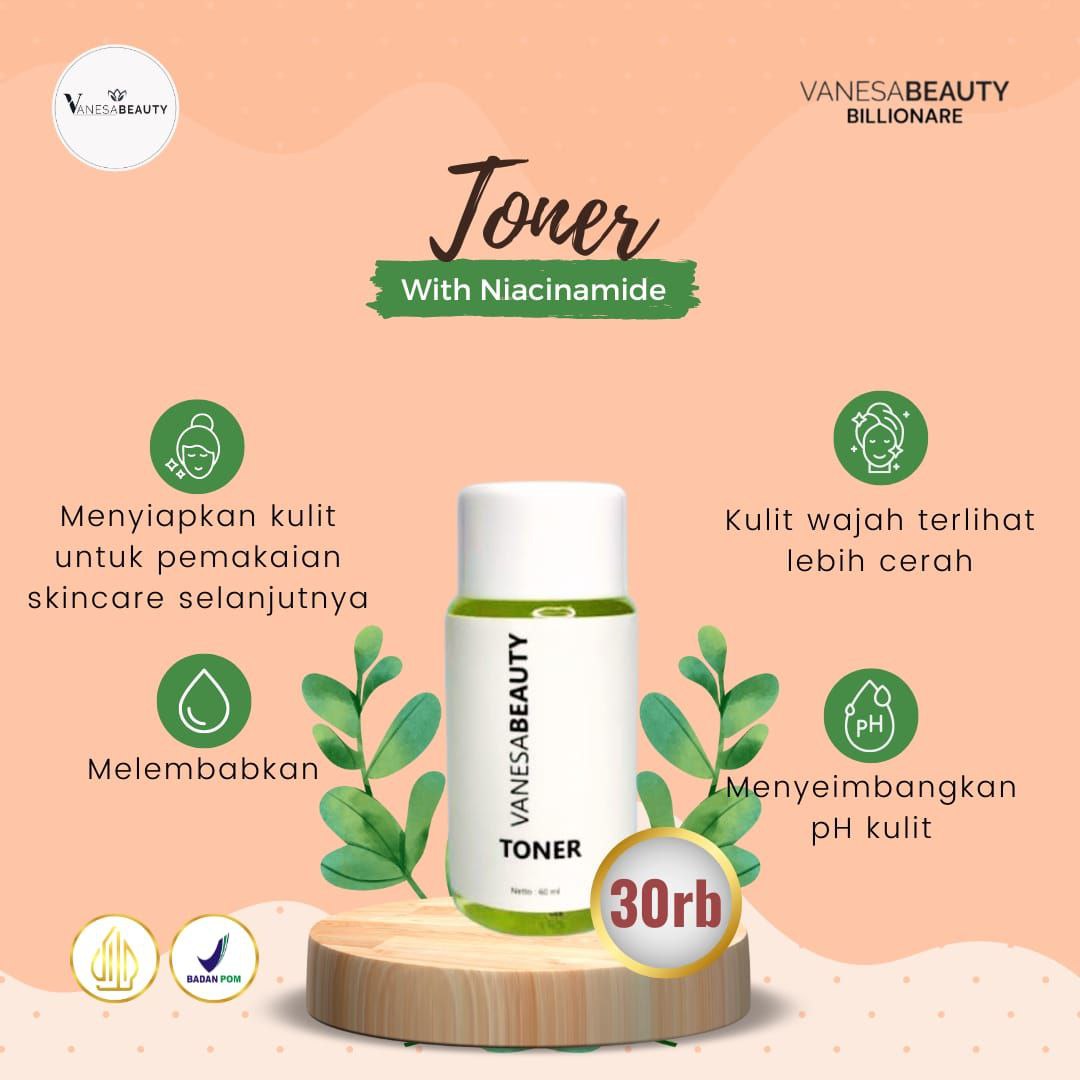 VANESABEAUTY
VANESABEAUTY
BILLIONARE
Toner
With Niacinamide
Menyiapkan kulit
untuk pemakaian
skincare selanjutnya
Kulit wajah terlihat
lebih cerah
Melembabkan
pH
Menyeimbangkan
pH kulit
VANESABEAUTY
TONER
Netto : 60 ml
30rb
BADAN POM